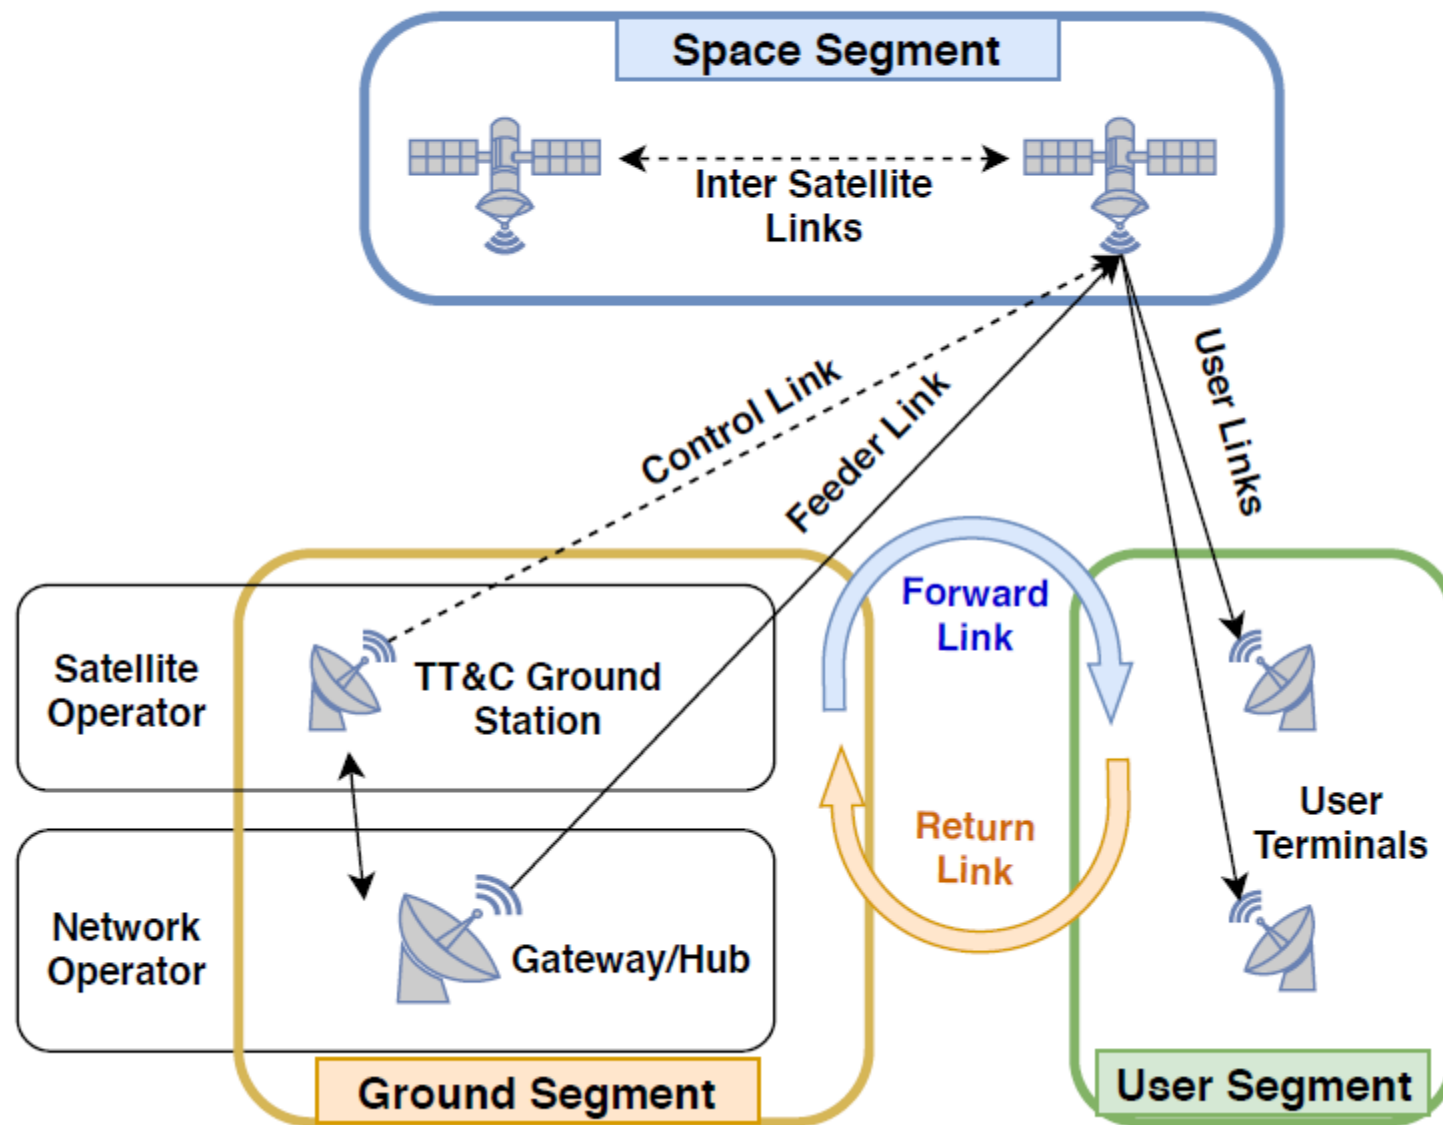 Space Segment
Inter Satellite
Links
Control Link
Feeder Link
User Links
Forward
Link
Satellite
Operator
TT&C Ground
Station
Return
Link
User
Terminals
Network
Operator
Gateway/Hub
Ground Segment
User Segment